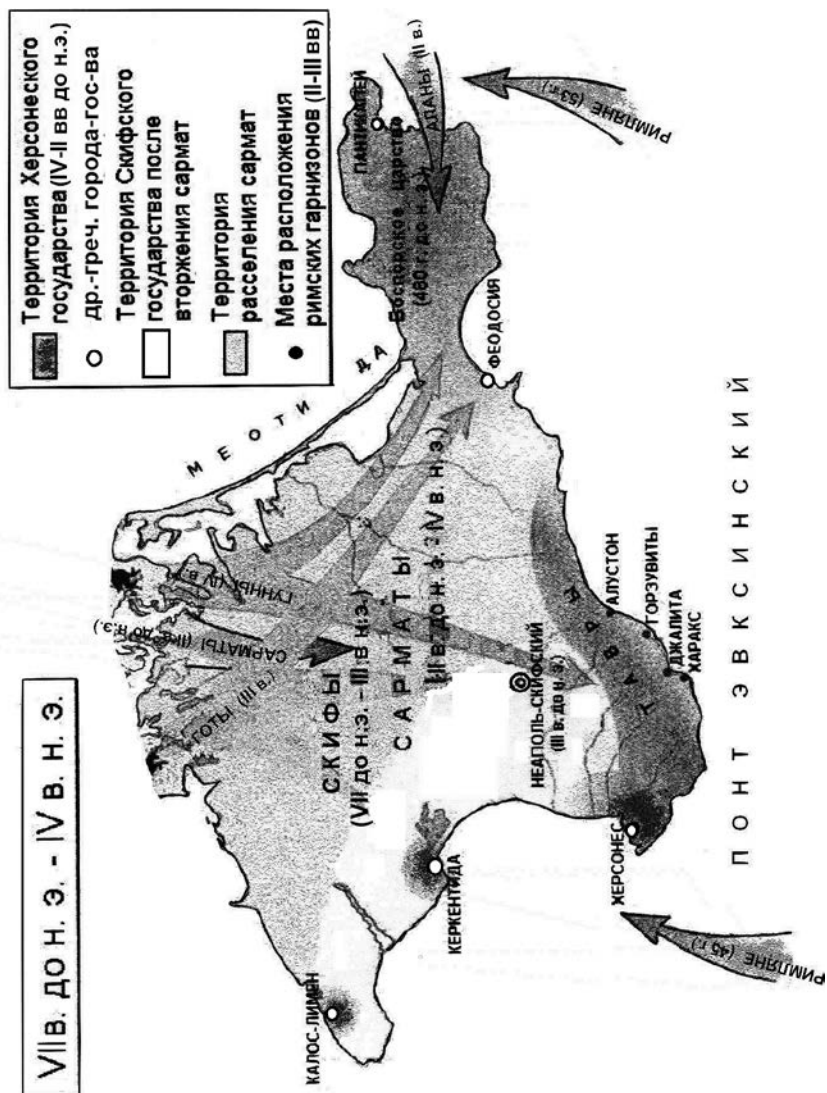 VIIв. до н. э. - IV в. н. э.
Территория Херсонеского
государства (IV-II вв до н.э.)
др.-греч. города-гос-ва
Территория Скифского
государства после
вторжения сармат
Территория
расселения сармат
Места расположения
римских гарнизонов (II-III вв)
МЕОТИДА
ГОТЫ (III в.)
САРМАТЫ (II в. до н.э.)
ГУННЫ (IV в.)
СКИФЫ
(VII до н.э. – III в н.э.)
САРМАТЫ
(II в. до н. э. - IV в. н. э.)
КАЛОС-ЛИМЕН
КЕРКЕНТИДА
НЕАПОЛЬ-СКИФСКИЙ
(III в. до н.э.)
ХЕРСОНЕС
ТАВРЫ
АЛУСТОН
ТОРЗУВИТЫ
ДЖАЛИТА
ХАРАКС
ФЕОДОСИЯ
ПАНТИКАПЕЙ
Боспорское царство
(480 г. до н. э.)
АЛАНЫ (II в.)
РИМЛЯНЕ (53 г.)
РИМЛЯНЕ (45 г.)
ПОНТ ЭВКСИНСКИЙ